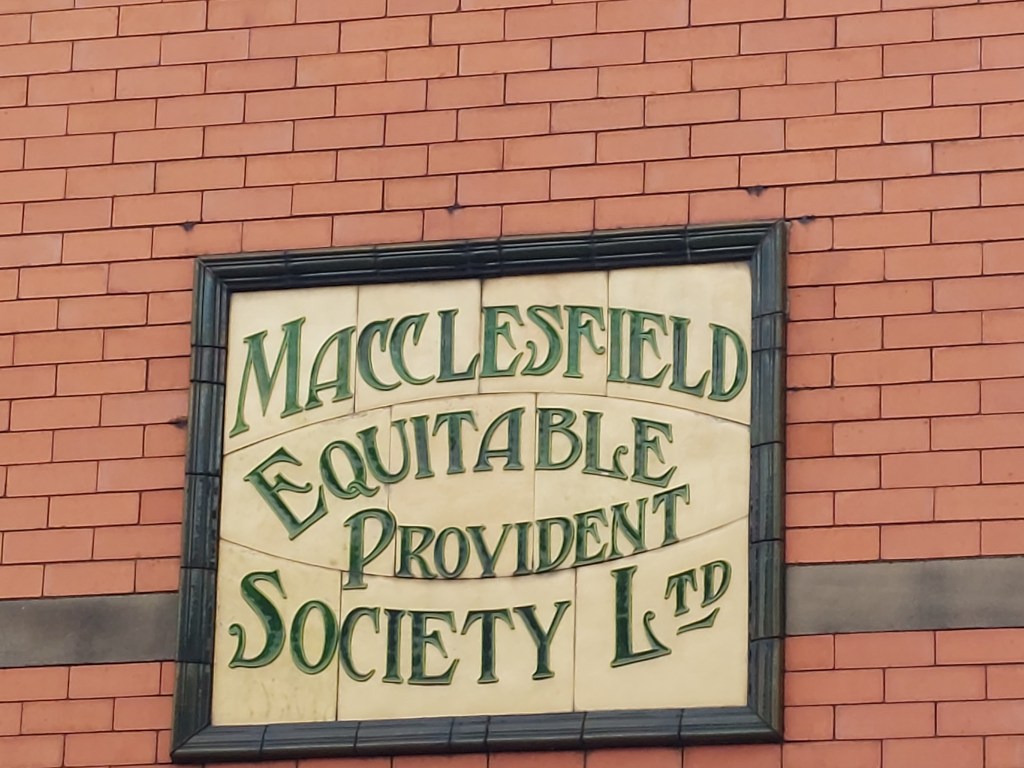 MACCLESFIELD
EQUITABLE
PROVIDENT
SOCIETY LTD